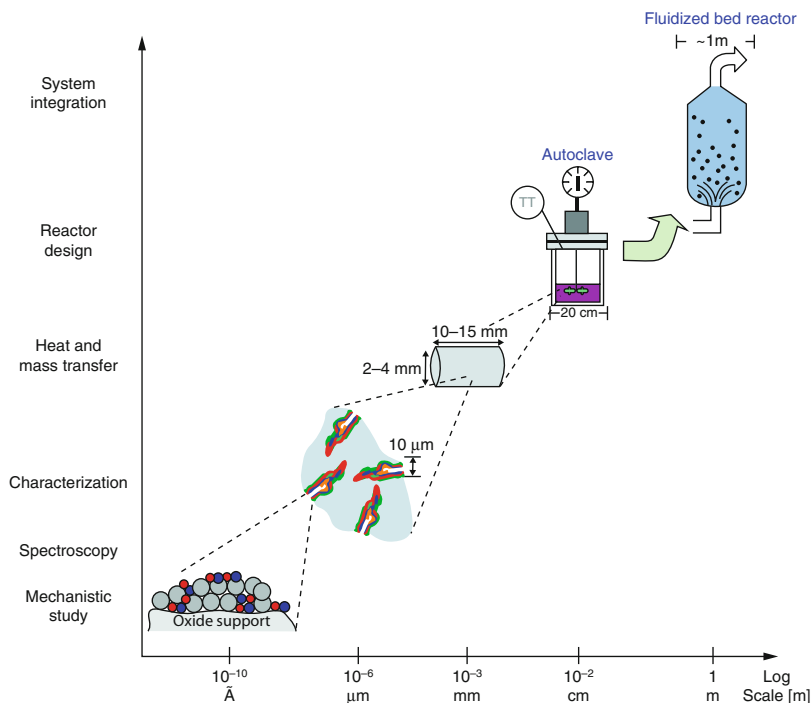 Fluidized bed reactor
~1m
System
integration
Autoclave
TT
Reactor
design
20 cm
10–15 mm
Heat and
mass transfer
2–4 mm
10 μm
Characterization
Spectroscopy
Mechanistic
study
Oxide support
10⁻¹⁰
10⁻⁶
10⁻³
10⁻²
1
Log
Ã
μm
mm
cm
m
Scale [m]